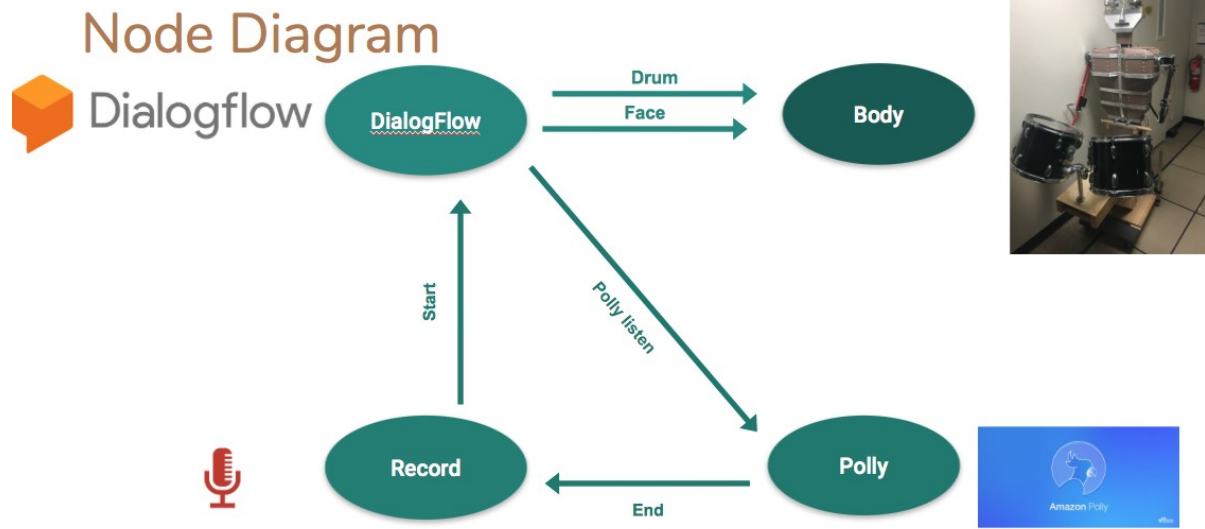 Node Diagram
Dialogflow
DialogFlow
Drum
Face
Body
Start
Polly listen
Record
End
Polly
Amazon Polly